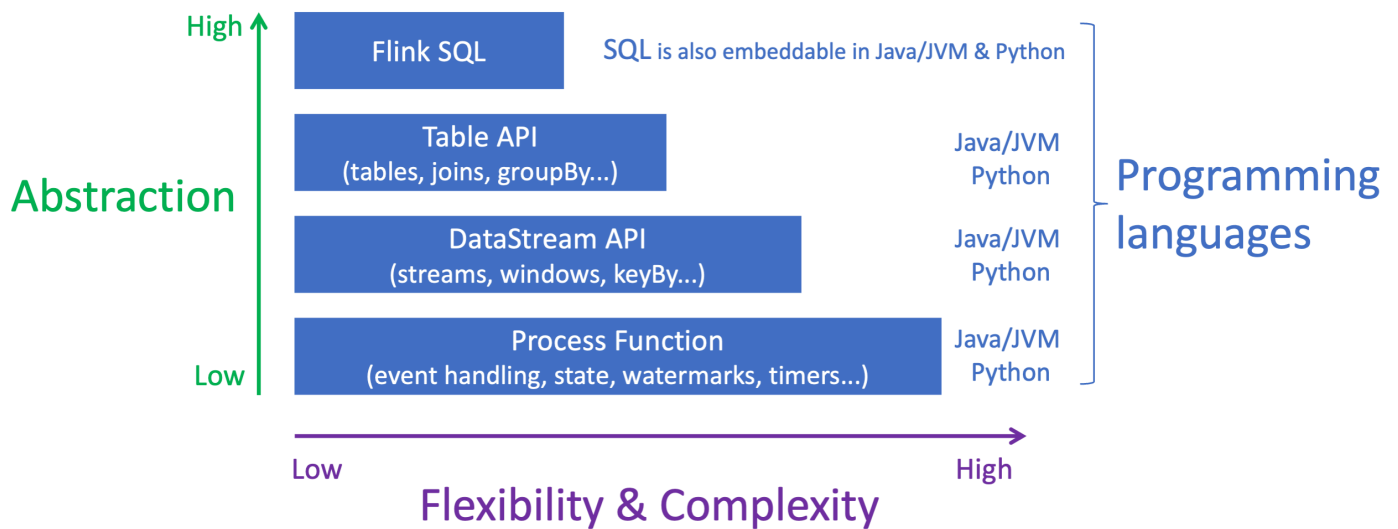 High
Flink SQL
SQL is also embeddable in Java/JVM & Python
Table API
(tables, joins, groupBy...)
Java/JVM
Python
Abstraction
Programming
languages
DataStream API
(streams, windows, keyBy...)
Java/JVM
Python
Process Function
(event handling, state, watermarks, timers...)
Java/JVM
Python
Low
Low
High
Flexibility & Complexity